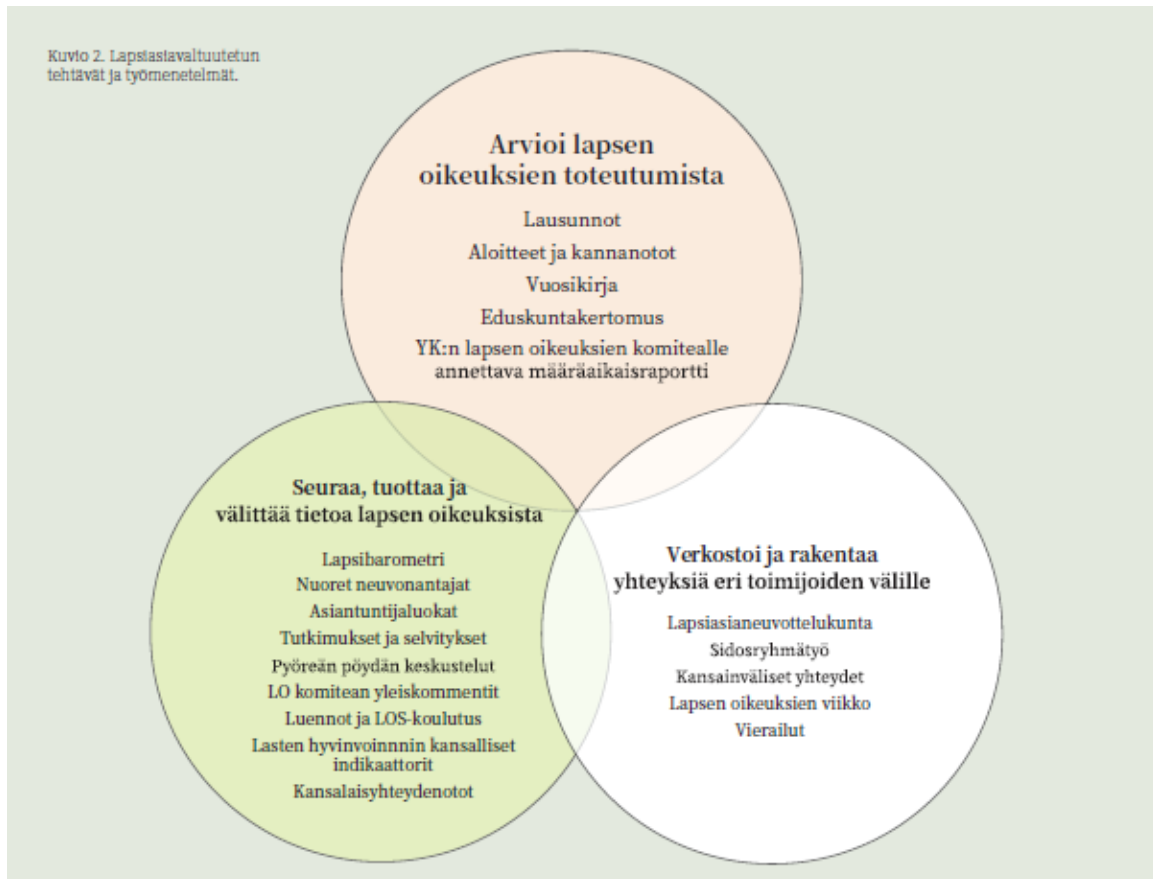 Kuvio 2. Lapsiasiavaltuutetun
tehtävät ja työmenetelmät.
Arvioi lapsen
oikeuksien toteutumista
Lausunnot
Aloitteet ja kannanotot
Vuosikirja
Eduskuntakertomus
YK:n lapsen oikeuksien komitealle
annettava määräaikaisraportti
Seuraa, tuottaa ja
välittää tietoa lapsen oikeuksista
Lapsibarometri
Nuoret neuvonantajat
Asiantuntijaluokat
Tutkimukset ja selvitykset
Pyöreän pöydän keskustelut
LO komitean yleiskommentit
Luennot ja LOS-koulutus
Lasten hyvinvoinnnin kansalliset
indikaattorit
Kansalaisyhteydenotot
Verkostoi ja rakentaa
yhteyksiä eri toimijoiden välille
Lapsiasianeuvottelukunta
Sidosryhmätyö
Kansainväliset yhteydet
Lapsen oikeuksien viikko
Vierailut